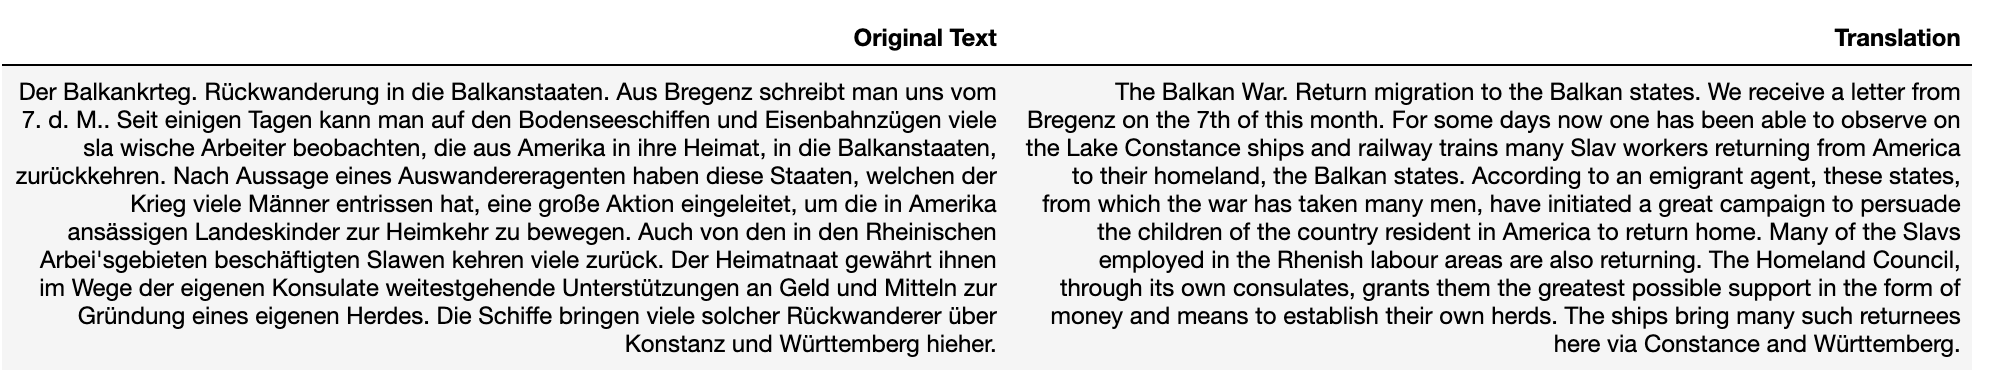 Original Text
Translation
Der Balkankrteg. Rückwanderung in die Balkanstaaten. Aus Bregenz schreibt man uns vom
7. d. M.. Seit einigen Tagen kann man auf den Bodenseeschiffen und Eisenbahnzügen viele
sla wische Arbeiter beobachten, die aus Amerika in ihre Heimat, in die Balkanstaaten,
zurückkehren. Nach Aussage eines Auswandereragenten haben diese Staaten, welchen der
Krieg viele Männer entrissen hat, eine große Aktion eingeleitet, um die in Amerika
ansässigen Landeskinder zur Heimkehr zu bewegen. Auch von den in den Rheinischen
Arbei'sgebieten beschäftigten Slawen kehren viele zurück. Der Heimatnaat gewährt ihnen
im Wege der eigenen Konsulate weitestgehende Unterstützungen an Geld und Mitteln zur
Gründung eines eigenen Herdes. Die Schiffe bringen viele solcher Rückwanderer über
Konstanz und Württemberg hieher.
The Balkan War. Return migration to the Balkan states. We receive a letter from
Bregenz on the 7th of this month. For some days now one has been able to observe on
the Lake Constance ships and railway trains many Slav workers returning from America
to their homeland, the Balkan states. According to an emigrant agent, these states,
from which the war has taken many men, have initiated a great campaign to persuade
the children of the country resident in America to return home. Many of the Slavs
employed in the Rhenish labour areas are also returning. The Homeland Council,
through its own consulates, grants them the greatest possible support in the form of
money and means to establish their own herds. The ships bring many such returnees
here via Constance and Württemberg.